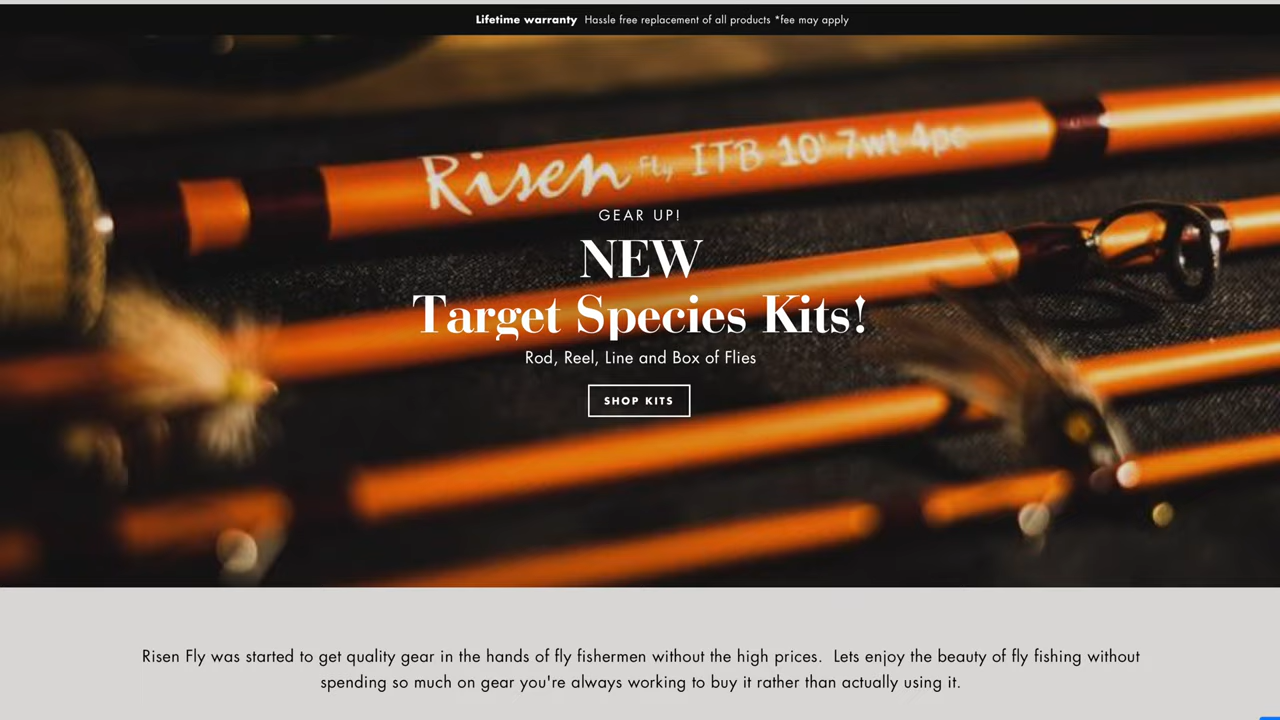 Lifetime warranty Hassle free replacement of all products *fee may apply
Risen Fly ITB 10' 7wt 4pc
GEAR UP!
NEW
Target Species Kits!
Rod, Reel, Line and Box of Flies
SHOP KITS
Risen Fly was started to get quality gear in the hands of fly fishermen without the high prices.  Lets enjoy the beauty of fly fishing without
spending so much on gear you're always working to buy it rather than actually using it.